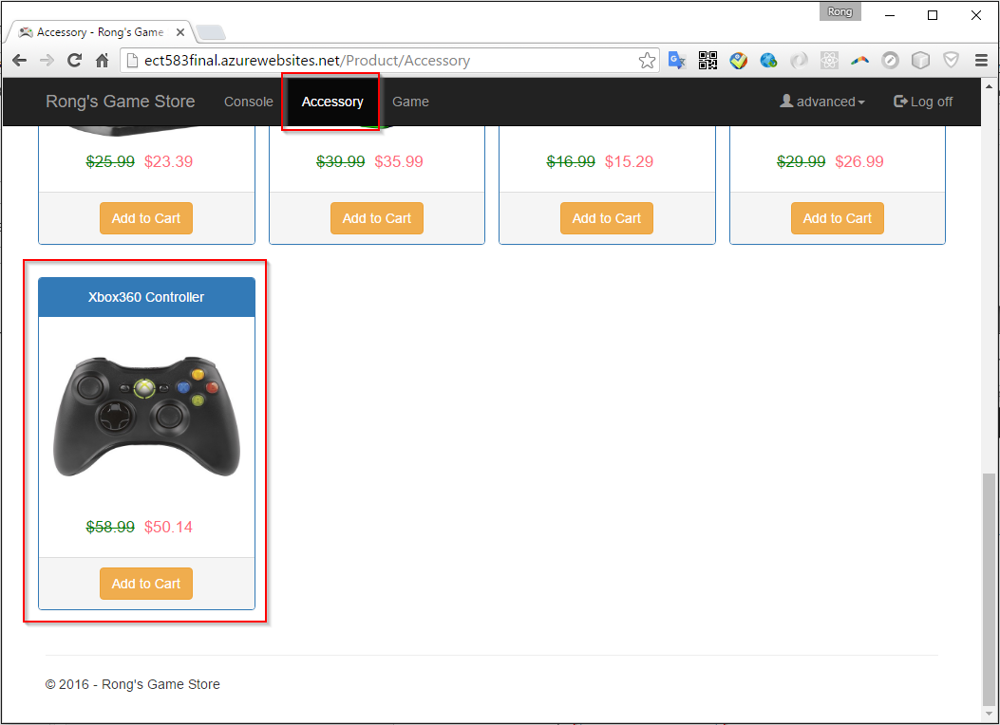 Rong
Accessory - Rong's Game
ect583final.azurewebsites.net/Product/Accessory
Rong's Game Store Console Accessory Game advanced Log off
$25.99 $23.39 $39.99 $35.99 $16.99 $15.29 $29.99 $26.99
Add to Cart Add to Cart Add to Cart Add to Cart
Xbox360 Controller
$58.99 $50.14
Add to Cart
© 2016 - Rong's Game Store